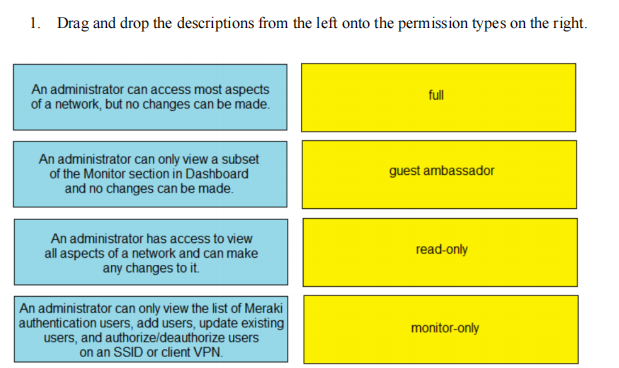 1. Drag and drop the descriptions from the left onto the permission types on the right.
An administrator can access most aspects
of a network, but no changes can be made.
full
An administrator can only view a subset
of the Monitor section in Dashboard
and no changes can be made.
guest ambassador
An administrator has access to view
all aspects of a network and can make
any changes to it.
read-only
An administrator can only view the list of Meraki
authentication users, add users, update existing
users, and authorize/deauthorize users
on an SSID or client VPN.
monitor-only